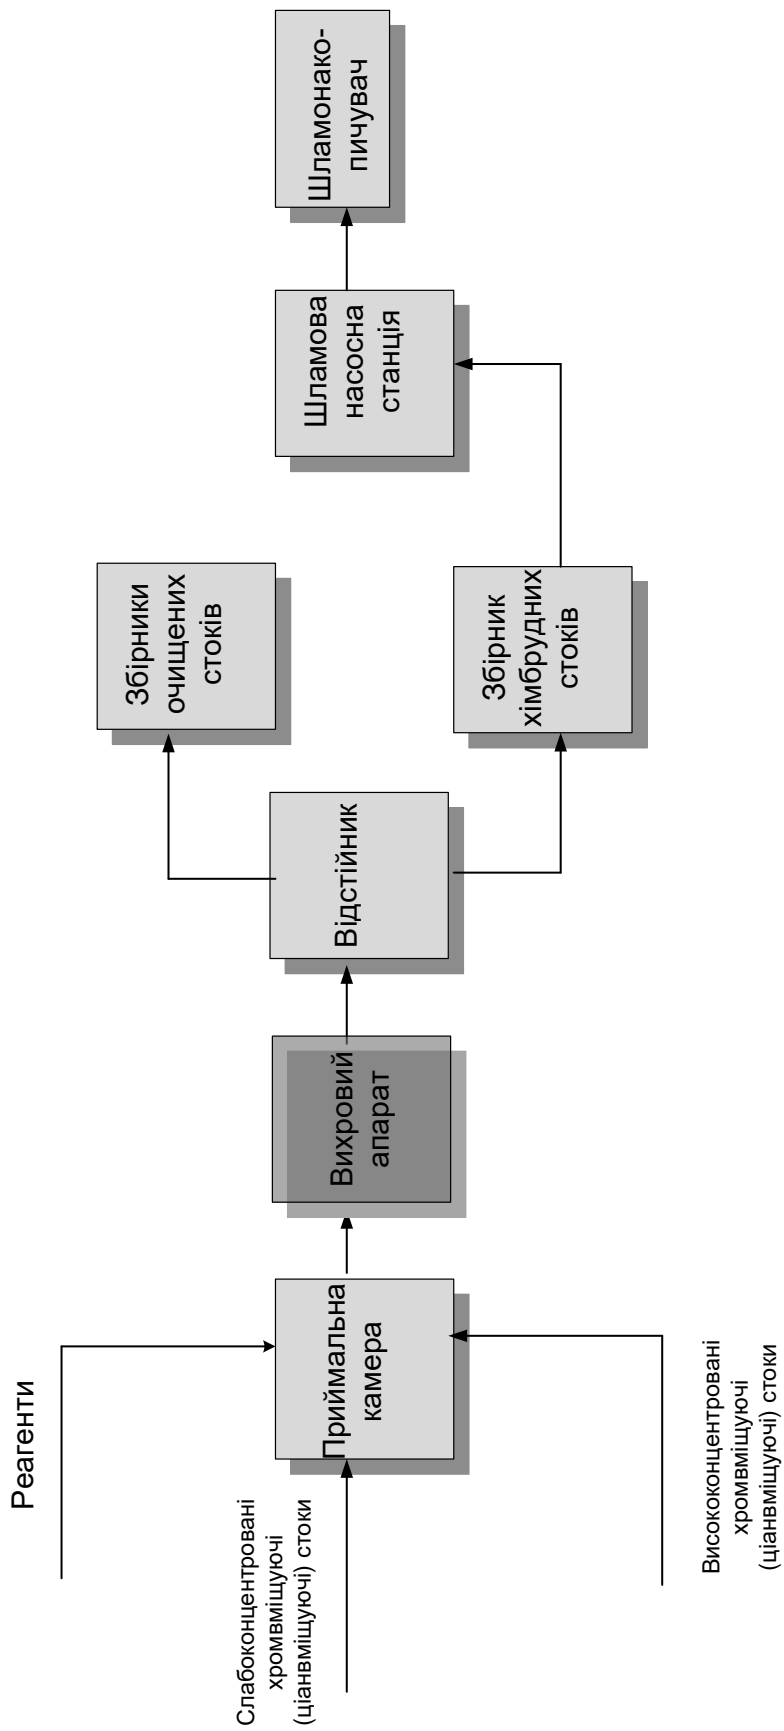 Реагенти
Слабоконцентровані
хромвміщуючі
(ціанвміщуючі) стоки
Висококонцентровані
хромвміщуючі
(ціанвміщуючі) стоки
Приймальна
камера
Вихровий
апарат
Відстійник
Збірники
очищених
стоків
Збірник
хімбрудних
стоків
Шламова
насосна
станція
Шламонако-
пичувач